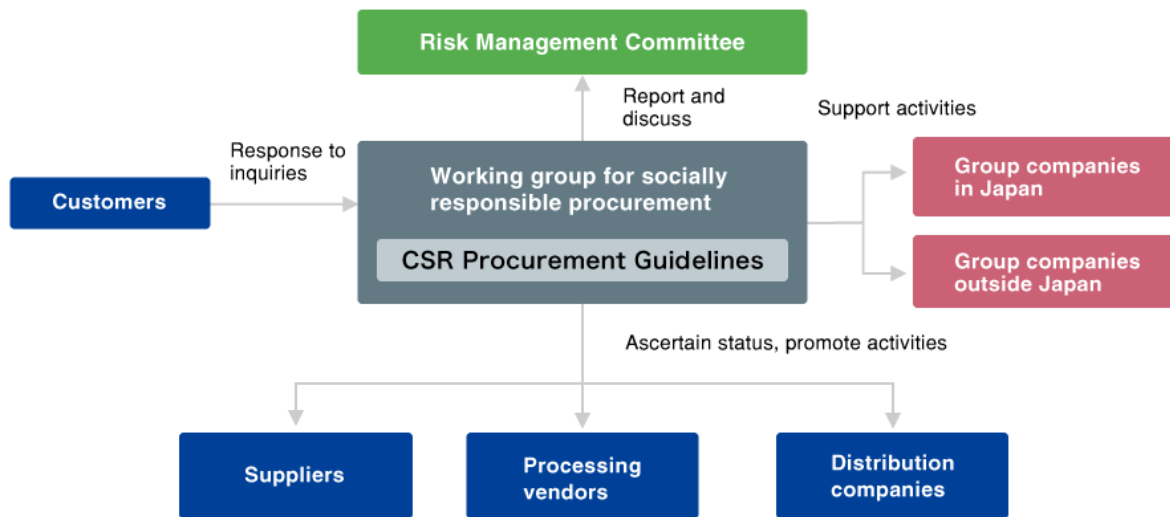 Risk Management Committee
Report and
discuss
Support activities
Response to
inquiries
Customers
Working group for socially
responsible procurement
CSR Procurement Guidelines
Group companies
in Japan
Group companies
outside Japan
Ascertain status, promote activities
Suppliers
Processing
vendors
Distribution
companies